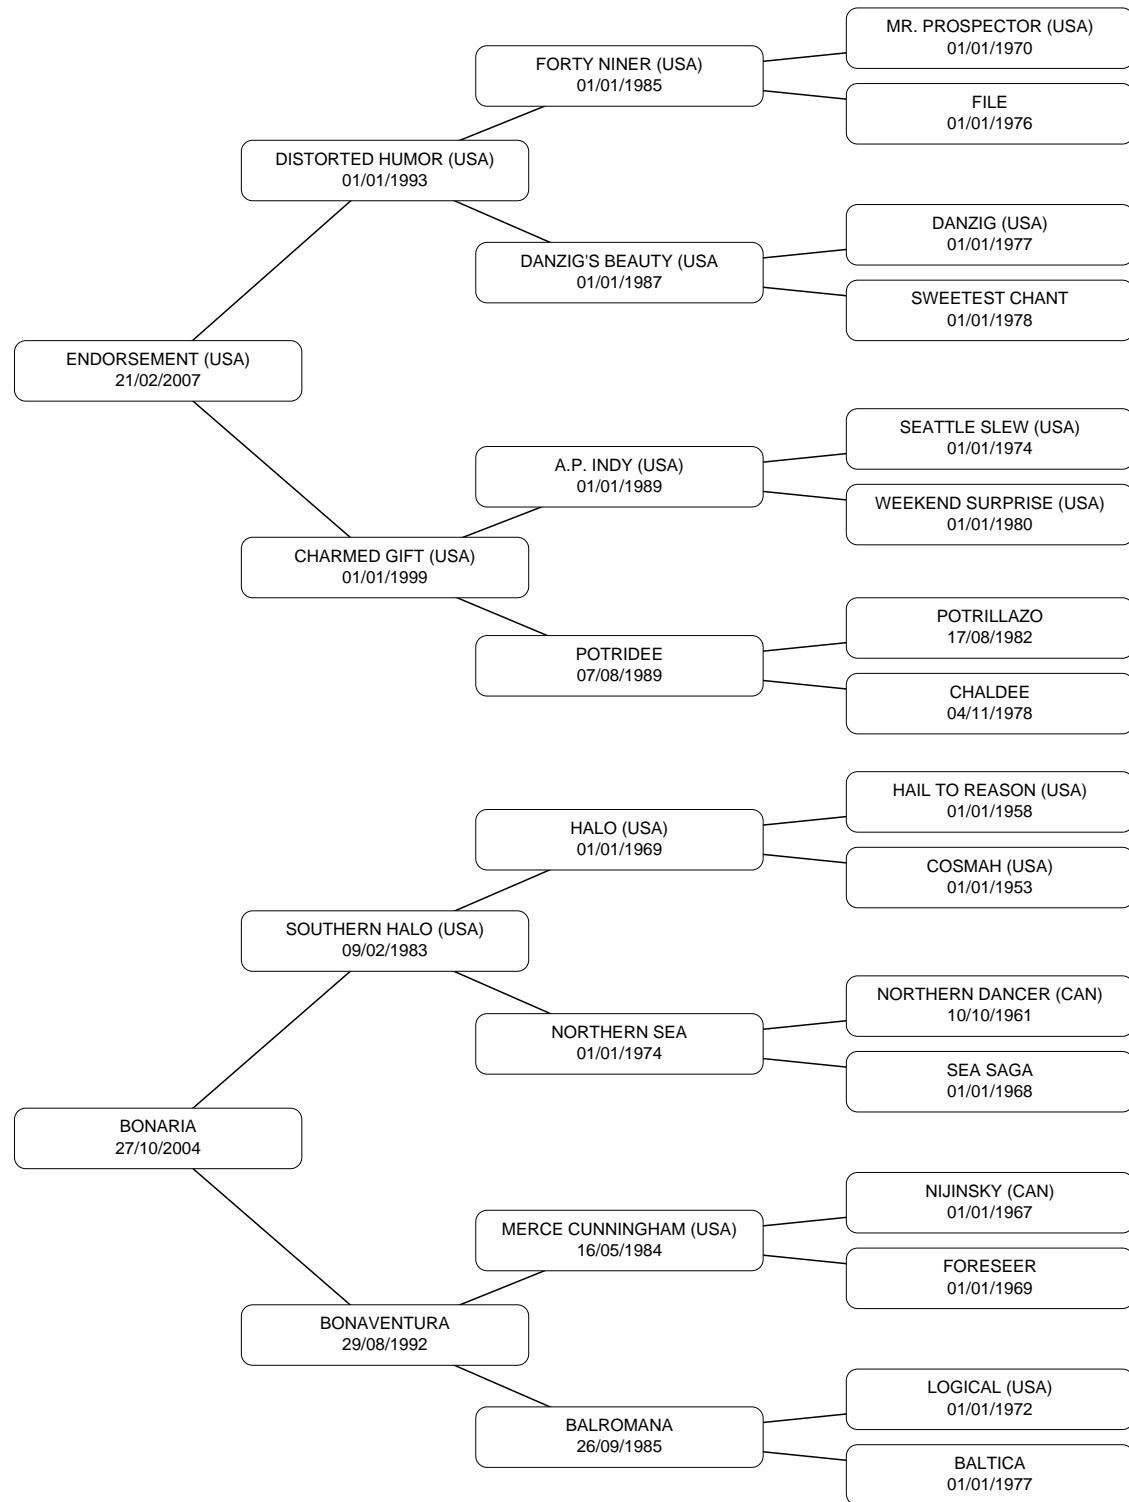 MR. PROSPECTOR (USA)
01/01/1970
FORTY NINER (USA)
01/01/1985
FILE
01/01/1976
DISTORTED HUMOR (USA)
01/01/1993
DANZIG (USA)
01/01/1977
DANZIG'S BEAUTY (USA
01/01/1987
SWEETEST CHANT
01/01/1978
ENDORSEMENT (USA)
21/02/2007
SEATTLE SLEW (USA)
01/01/1974
A.P. INDY (USA)
01/01/1989
WEEKEND SURPRISE (USA)
01/01/1980
CHARMED GIFT (USA)
01/01/1999
POTRILLAZO
17/08/1982
POTRIDEE
07/08/1989
CHALDEE
04/11/1978
HAIL TO REASON (USA)
01/01/1958
HALO (USA)
01/01/1969
COSMAH (USA)
01/01/1953
SOUTHERN HALO (USA)
09/02/1983
NORTHERN DANCER (CAN)
10/10/1961
NORTHERN SEA
01/01/1974
SEA SAGA
01/01/1968
BONARIA
27/10/2004
NIJINSKY (CAN)
01/01/1967
MERCE CUNNINGHAM (USA)
16/05/1984
FORESEER
01/01/1969
BONAVENTURA
29/08/1992
LOGICAL (USA)
01/01/1972
BALROMANA
26/09/1985
BALTICA
01/01/1977